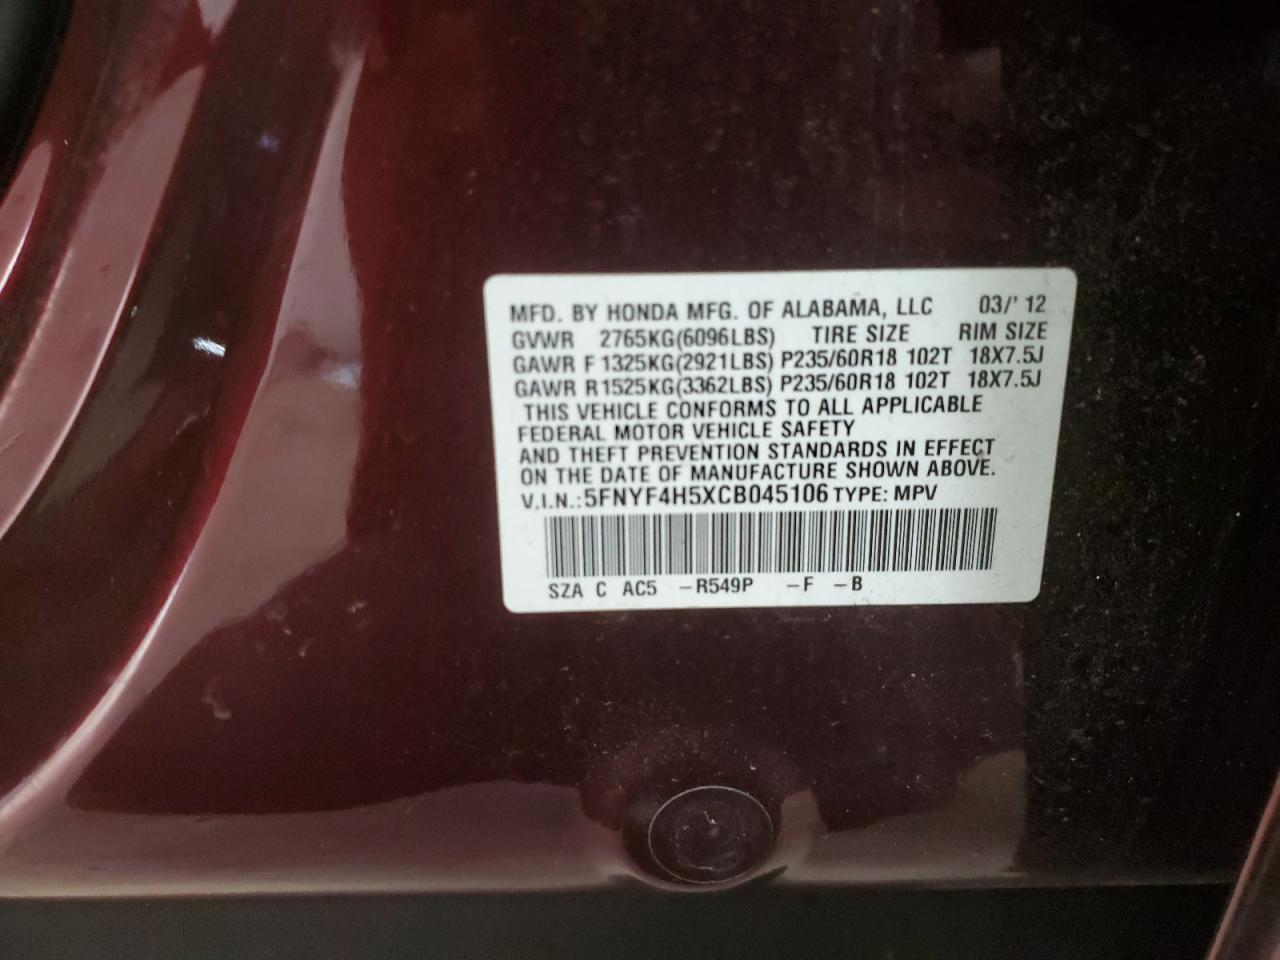 MFD. BY HONDA MFG. OF ALABAMA, LLC 03/' 12
GVWR 2765KG(6096LBS) TIRE SIZE RIM SIZE
GAWR F 1325KG(2921LBS) P235/60R18 102T 18X7.5J
GAWR R1525KG(3362LBS) P235/60R18 102T 18X7.5J
THIS VEHICLE CONFORMS TO ALL APPLICABLE
FEDERAL MOTOR VEHICLE SAFETY
AND THEFT PREVENTION STANDARDS IN EFFECT
ON THE DATE OF MANUFACTURE SHOWN ABOVE.
V.I.N.:5FNYF4H5XCB045106 TYPE: MPV
SZA C AC5 -R549P -F -B